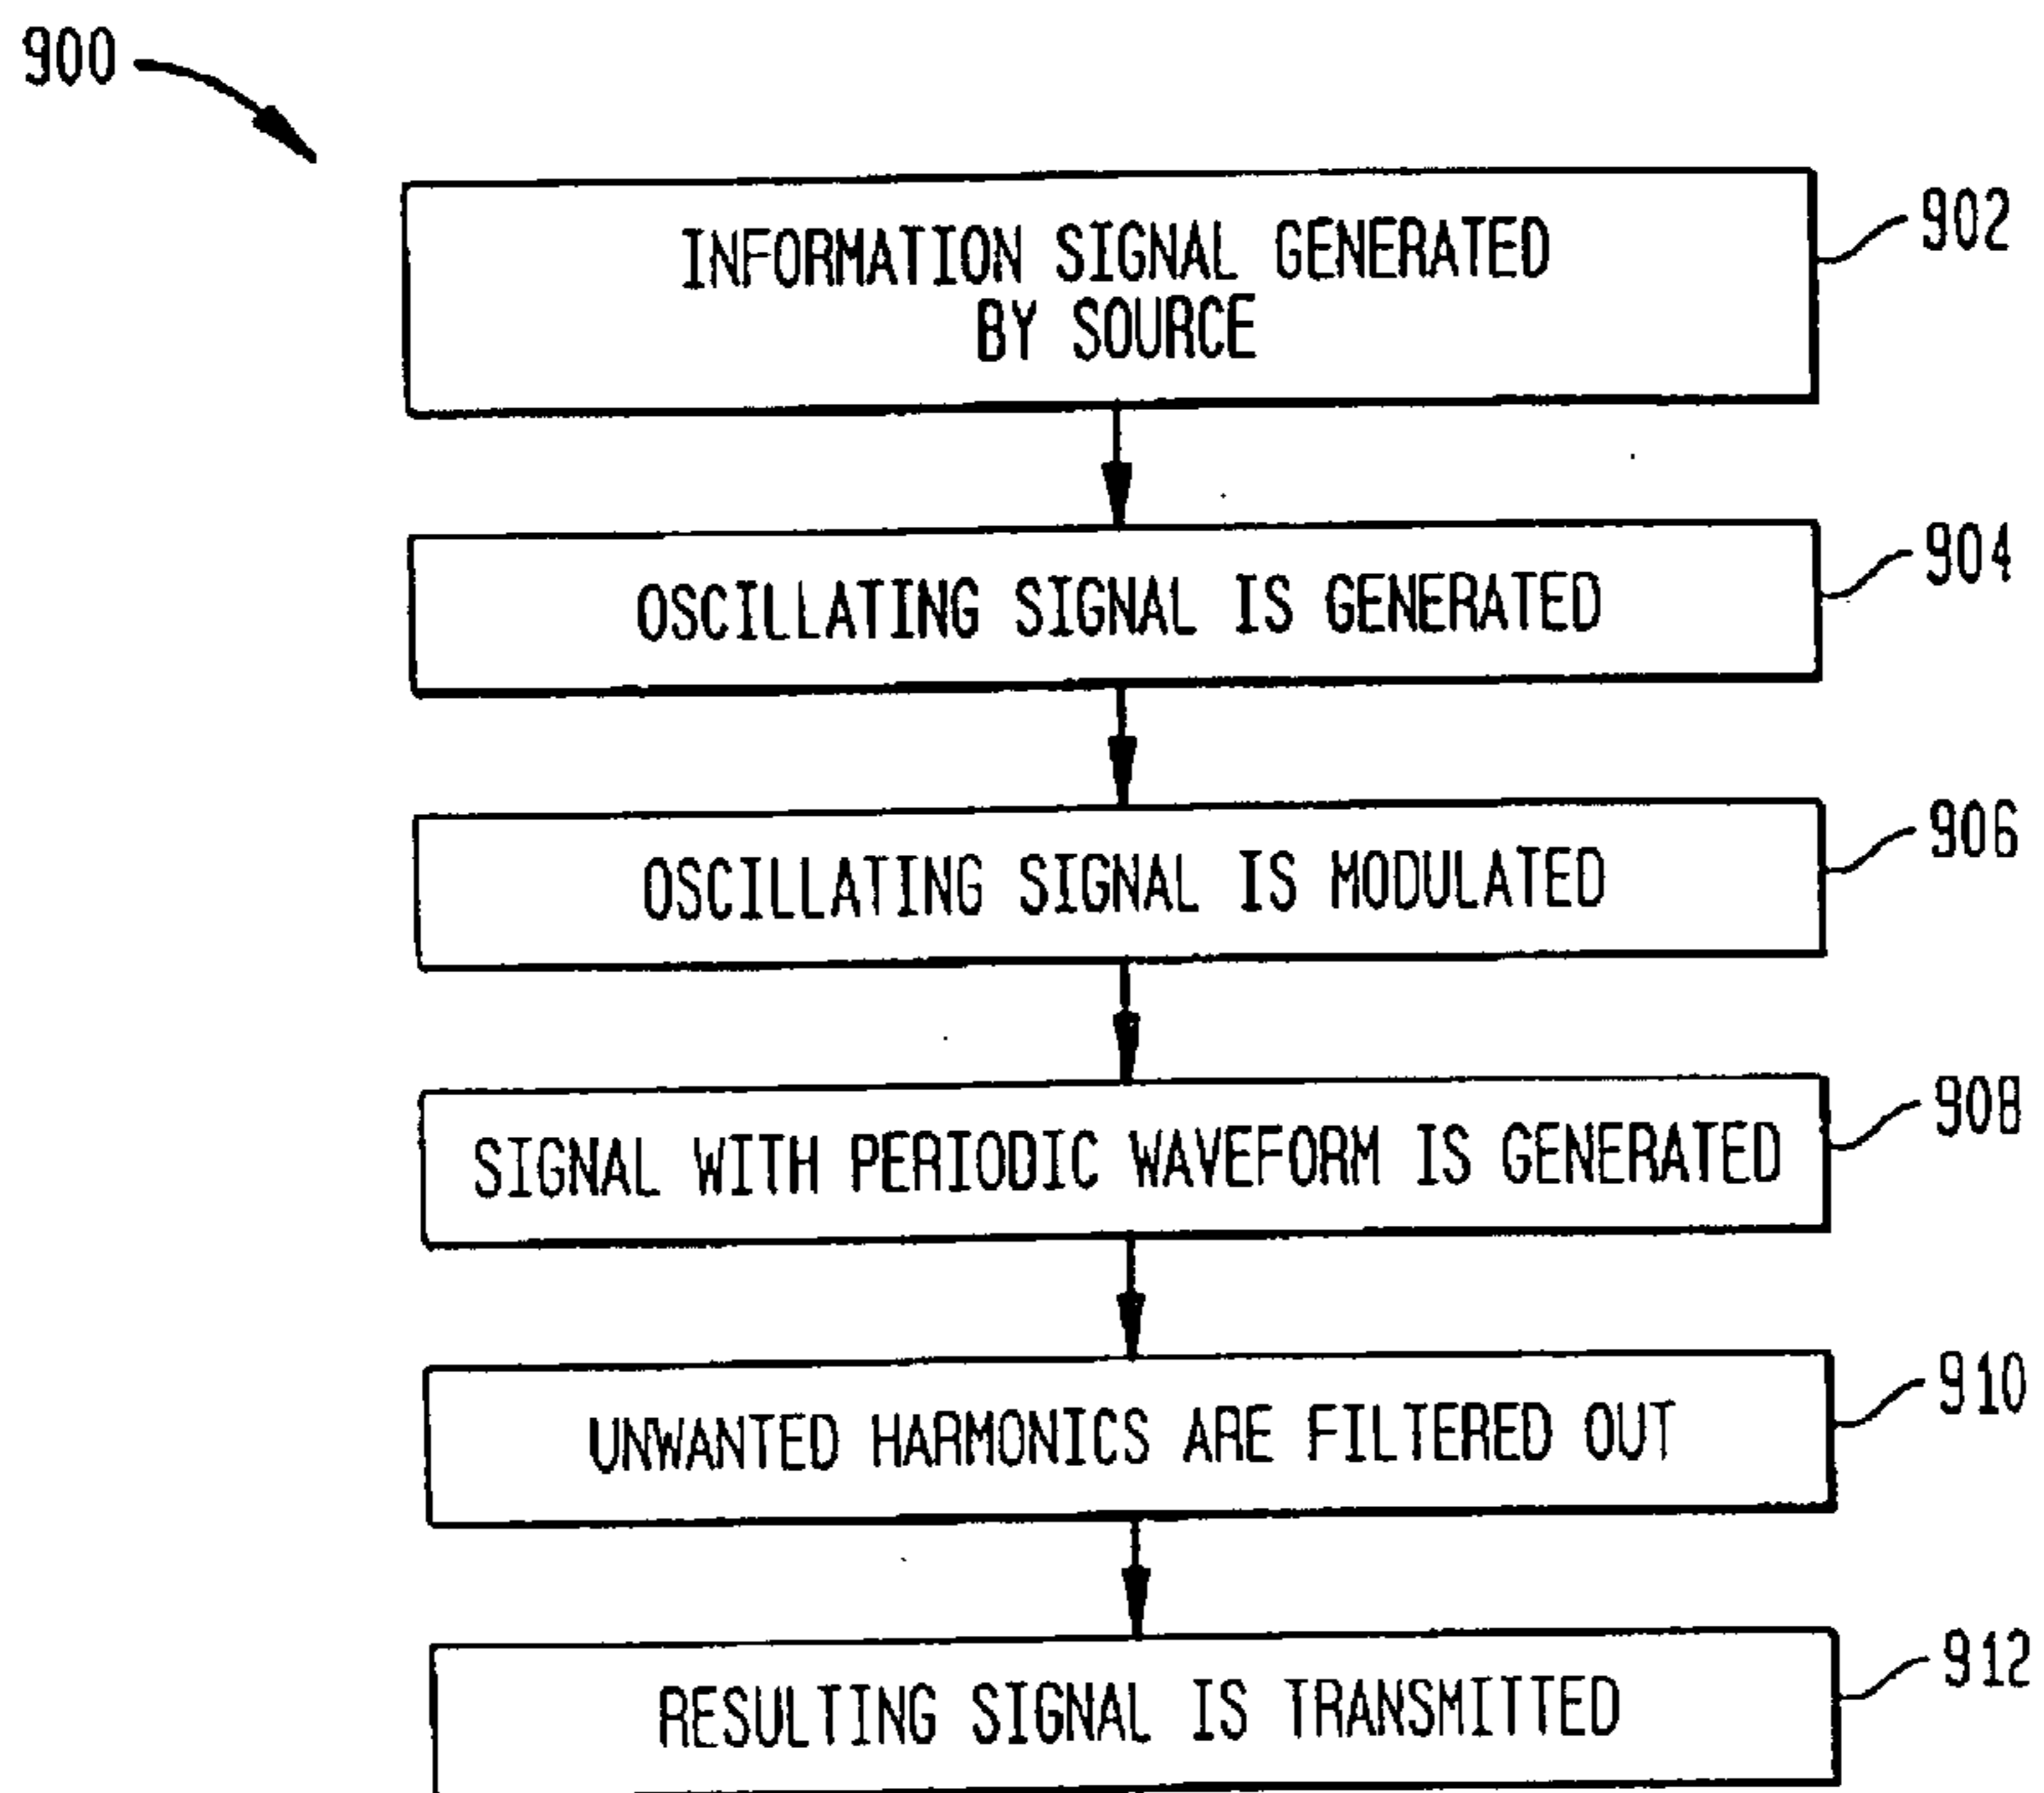 900
INFORMATION SIGNAL GENERATED
BY SOURCE
902
OSCILLATING SIGNAL IS GENERATED
904
OSCILLATING SIGNAL IS MODULATED
906
SIGNAL WITH PERIODIC WAVEFORM IS GENERATED
908
UNWANTED HARMONICS ARE FILTERED OUT
910
RESULTING SIGNAL IS TRANSMITTED
912